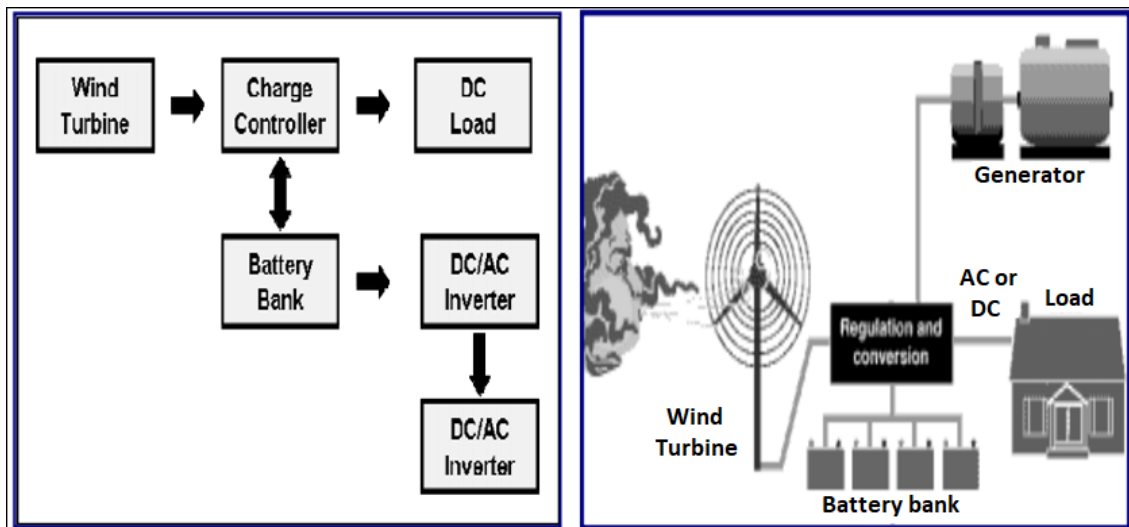 Wind
Turbine
Charge
Controller
DC
Load
Battery
Bank
DC/AC
Inverter
DC/AC
Inverter
Generator
AC or
DC
Load
Regulation and
conversion
Wind
Turbine
Battery bank